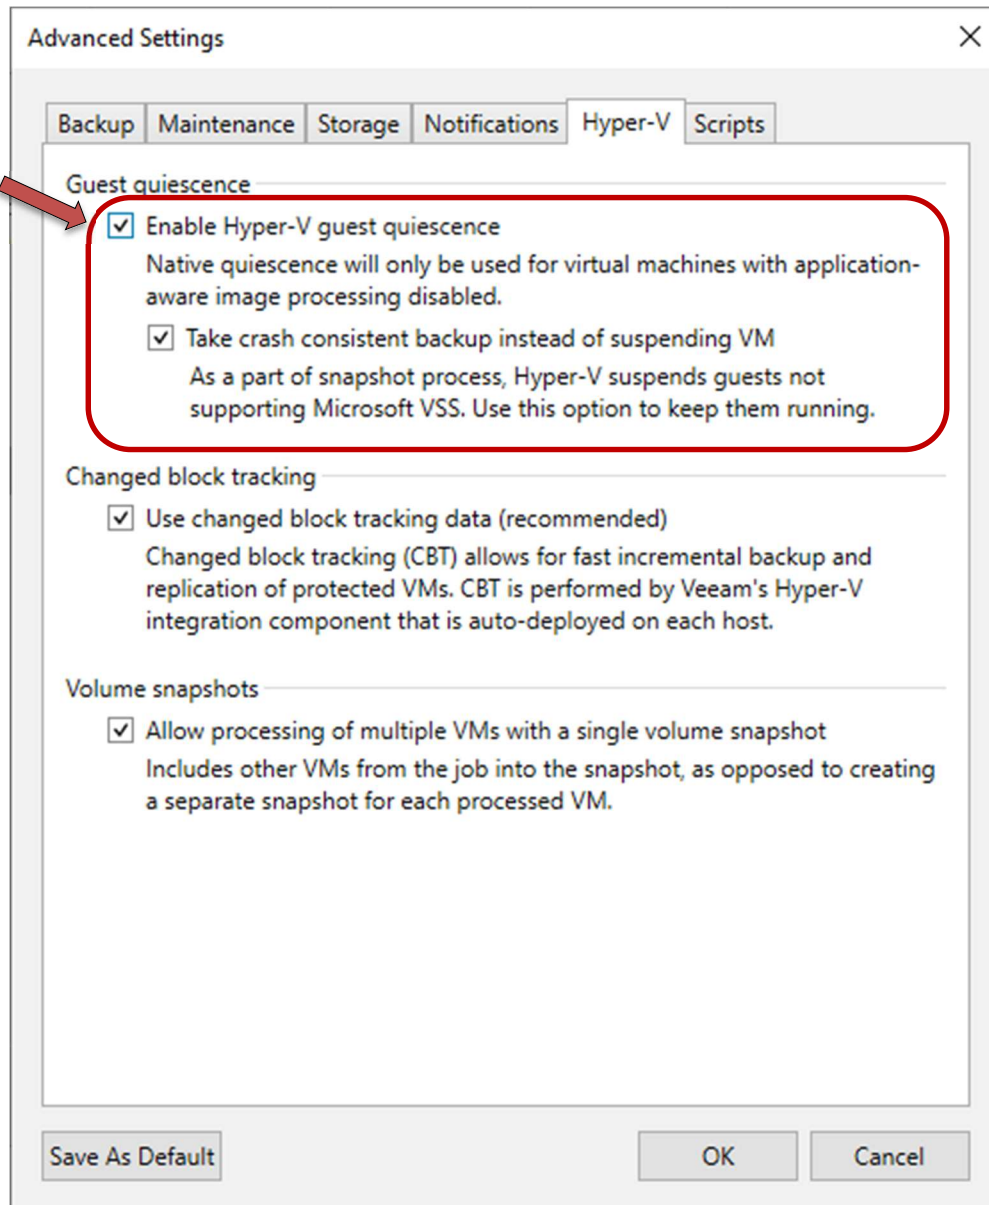 Advanced Settings
Backup Maintenance Storage Notifications Hyper-V Scripts
Guest quiescence
Enable Hyper-V guest quiescence
Native quiescence will only be used for virtual machines with application-
aware image processing disabled.
Take crash consistent backup instead of suspending VM
As a part of snapshot process, Hyper-V suspends guests not
supporting Microsoft VSS. Use this option to keep them running.
Changed block tracking
Use changed block tracking data (recommended)
Changed block tracking (CBT) allows for fast incremental backup and
replication of protected VMs. CBT is performed by Veeam's Hyper-V
integration component that is auto-deployed on each host.
Volume snapshots
Allow processing of multiple VMs with a single volume snapshot
Includes other VMs from the job into the snapshot, as opposed to creating
a separate snapshot for each processed VM.
Save As Default OK Cancel